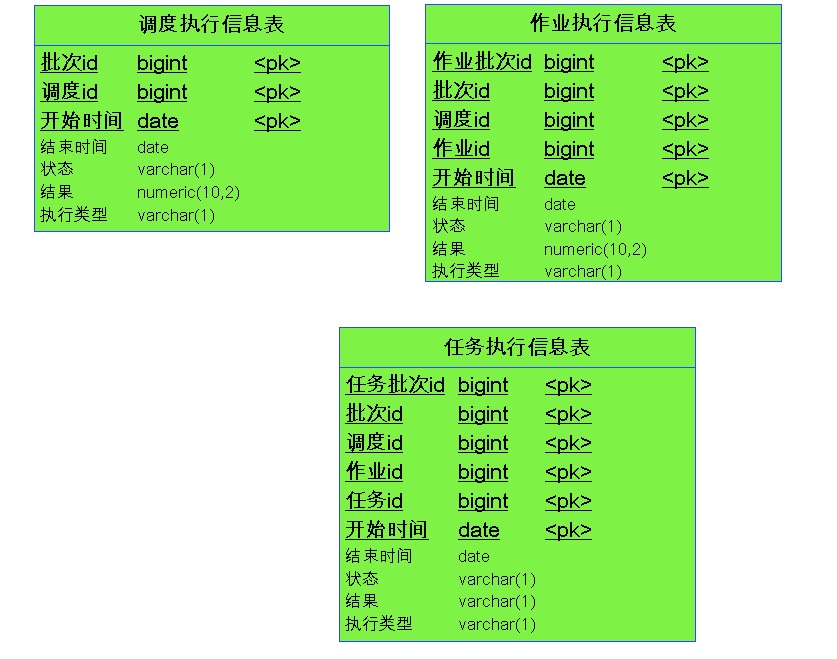 调度执行信息表
批次id bigint <pk>
调度id bigint <pk>
开始时间 date <pk>
结束时间 date
状态 varchar(1)
结果 numeric(10,2)
执行类型 varchar(1)
作业执行信息表
作业批次id bigint <pk>
批次id bigint <pk>
调度id bigint <pk>
作业id bigint <pk>
开始时间 date <pk>
结束时间 date
状态 varchar(1)
结果 numeric(10,2)
执行类型 varchar(1)
任务执行信息表
任务批次id bigint <pk>
批次id bigint <pk>
调度id bigint <pk>
作业id bigint <pk>
任务id bigint <pk>
开始时间 date <pk>
结束时间 date
状态 varchar(1)
结果 varchar(1)
执行类型 varchar(1)